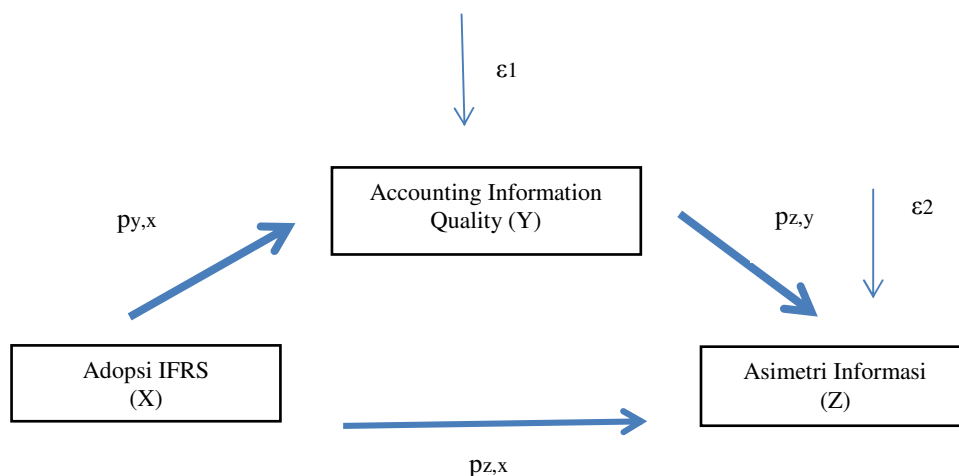 ε1
Accounting Information
Quality (Y)
py,x
pz,y
ε2
Adopsi IFRS
(X)
Asimetri Informasi
(Z)
pz,x